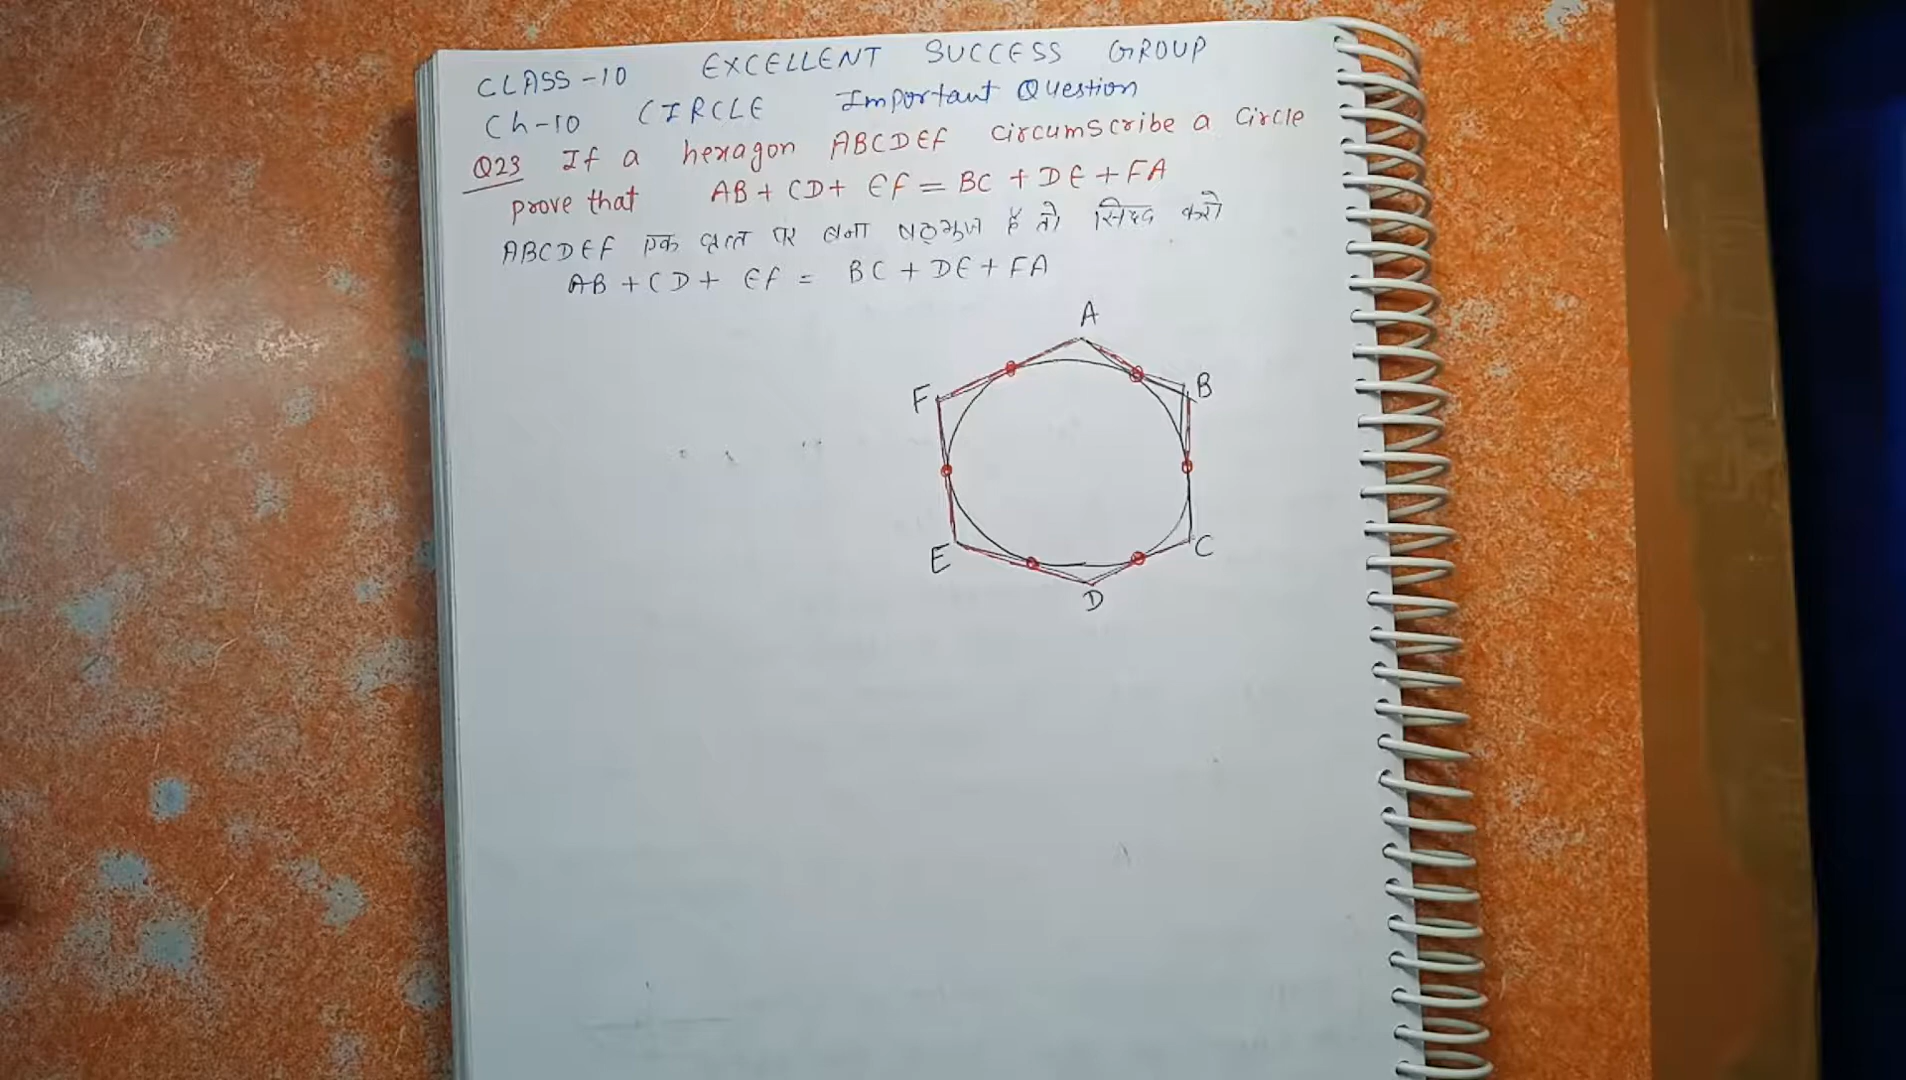 CLASS-10 EXCELLENT SUCCESS GROUP
Ch-10 CIRCLE Important Question
Q23 If a hexagon ABCDEF circumscribe a circle
prove that AB + CD + EF = BC + DE + FA
ABCDEF एक वृत्त पर बना षठभुज है तो सिद्ध करो
AB + CD + EF = BC + DE + FA
A
F B
E C
D